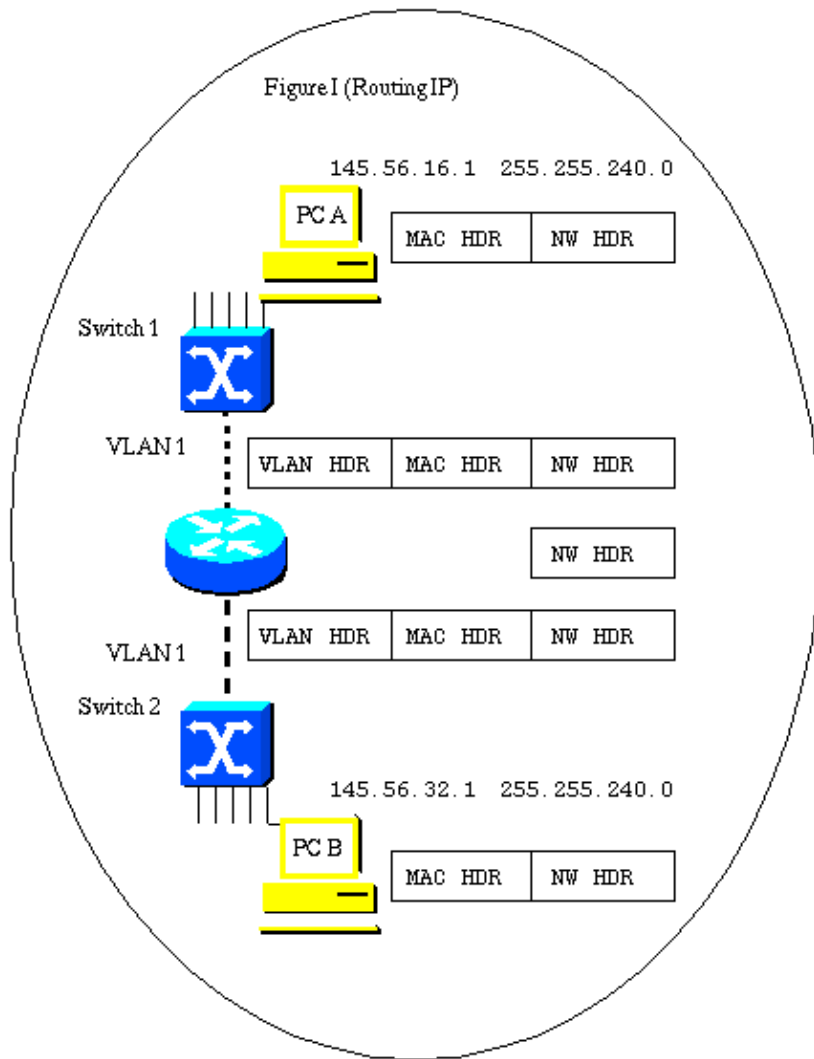 Figure I (Routing IP)
145.56.16.1 255.255.240.0
PC A
MAC HDR NW HDR
Switch 1
VLAN 1
VLAN HDR MAC HDR NW HDR
NW HDR
VLAN HDR MAC HDR NW HDR
VLAN 1
Switch 2
145.56.32.1 255.255.240.0
PC B
MAC HDR NW HDR